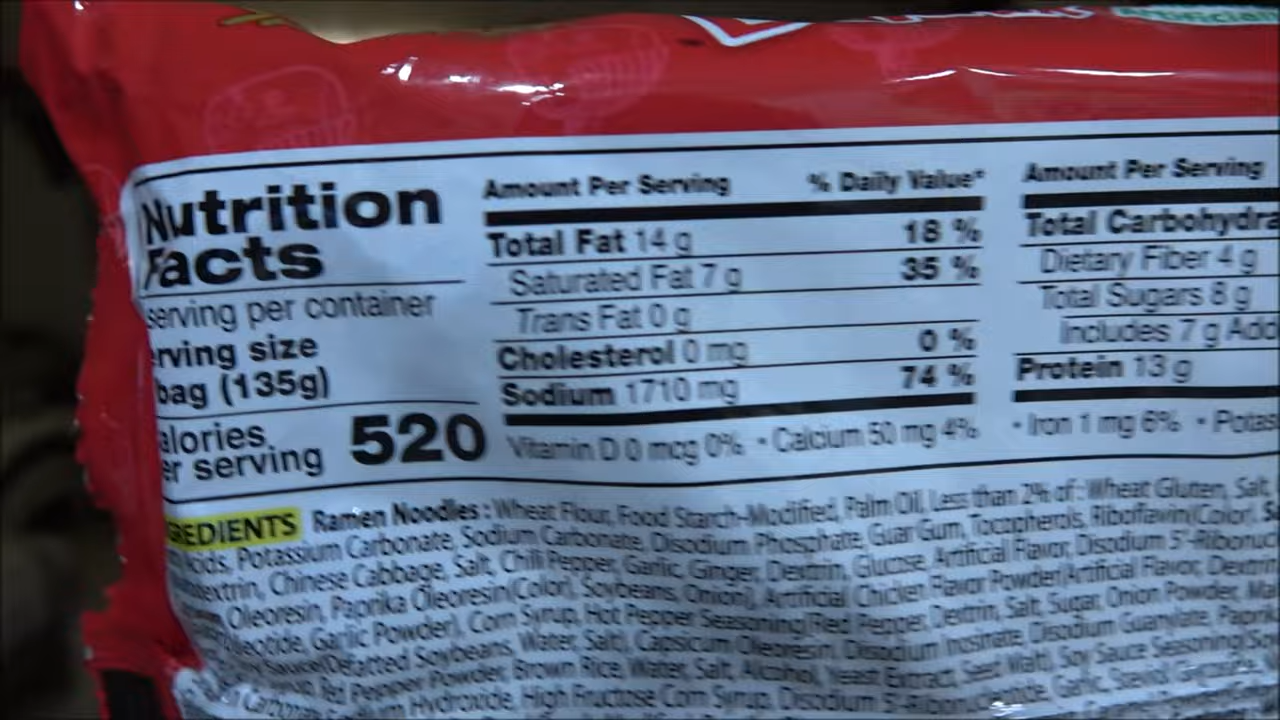 Nutrition
Facts
serving per container
erving size
bag (135g)
alories
er serving
520
Amount Per Serving % Daily Value*
Total Fat 14 g 18 %
Saturated Fat 7 g 35 %
Trans Fat 0 g
Cholesterol 0 mg 0 %
Sodium 1710 mg 74 %
Vitamin D 0 mcg 0% • Calcium 50 mg 4%
Amount Per Serving
Total Carbohydra
Dietary Fiber 4 g
Total Sugars 8 g
Includes 7 g Add
Protein 13 g
• Iron 1 mg 6% • Potas
REDIENTS Ramen Noodles : Wheat Flour, Food Starch-Modified, Palm Oil, Less than 2% of : Wheat Gluten, Salt,
Potassium Carbonate, Sodium Carbonate, Disodium Phosphate, Guar Gum, Tocopherols, Riboflavin(Color),
Chinese Cabbage, Salt, Chili Pepper, Garlic, Ginger, Dextrin, Glucose, Artificial Flavor, Disodium 5'-Ribonuc
Oleoresin, Paprika Oleoresin(Color), Soybeans, Onion), Artificial Chicken Flavor Powder(Artificial Flavor, Dextrin
Garlic Powder), Corn Syrup, Hot Pepper Seasoning(Red Pepper, Dextrin, Salt, Sugar, Onion Powder,
Defatted Soybeans, Water, Salt), Capsicum Oleoresin, Disodium Inosinate, Disodium Guanylate,
Pepper Powder, Brown Rice, Water, Salt, Alcohol, Yeast Extract, Soy Sauce Seasoning
Hydroxide, High Fructose Corn Syrup, Disodium Garlic,